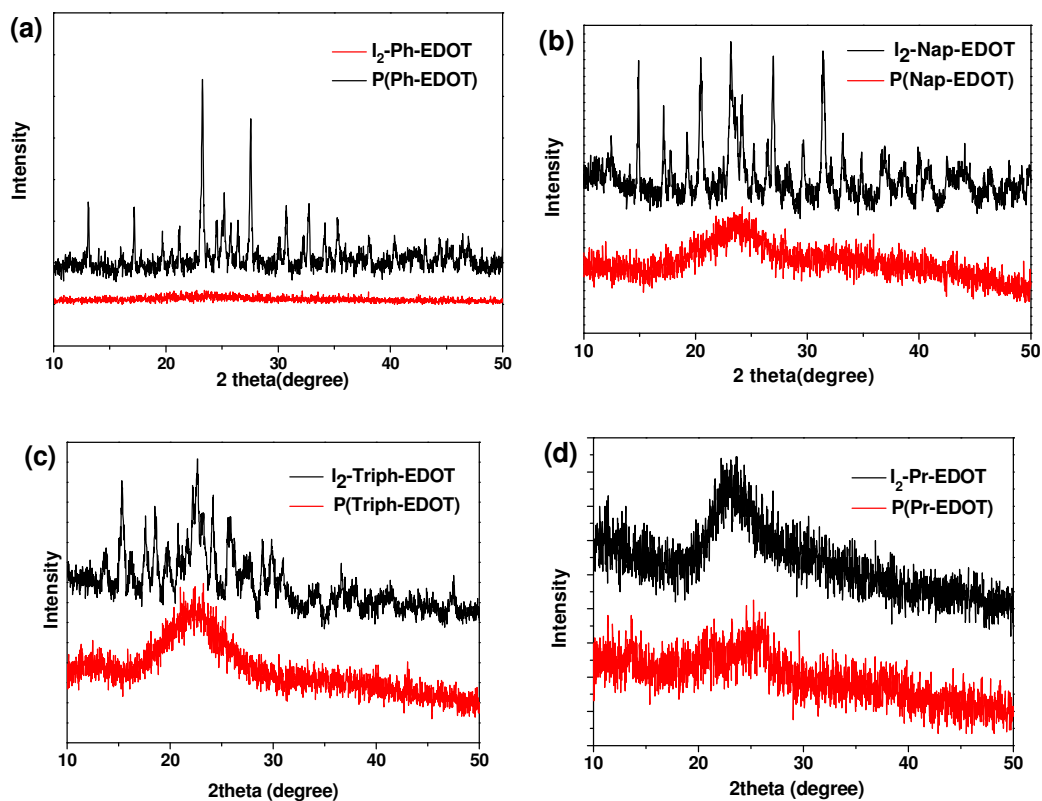 (a)
I2-Ph-EDOT
P(Ph-EDOT)
Intensity
10 20 30 40 50
2 theta(degree)
(b)
I2-Nap-EDOT
P(Nap-EDOT)
Intensity
10 20 30 40 50
2 theta(degree)
(c)
I2-Triph-EDOT
P(Triph-EDOT)
Intensity
10 20 30 40 50
2theta (degree)
(d)
I2-Pr-EDOT
P(Pr-EDOT)
Intensity
10 20 30 40 50
2theta (degree)